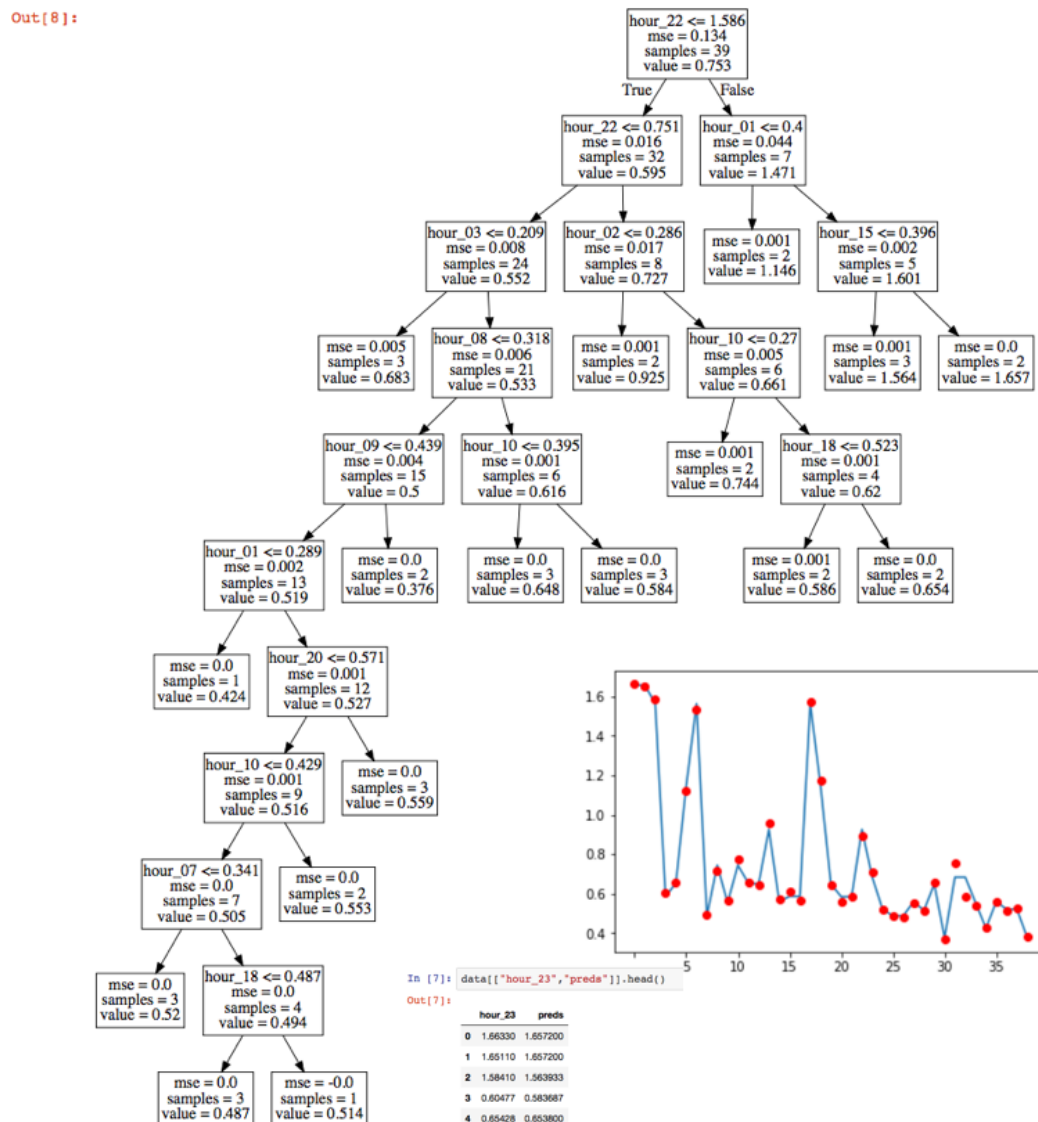 Out[8]:
hour_22 <= 1.586
mse = 0.134
samples = 39
value = 0.753
True
False
hour_22 <= 0.751
mse = 0.016
samples = 32
value = 0.595
hour_01 <= 0.4
mse = 0.044
samples = 7
value = 1.471
hour_03 <= 0.209
mse = 0.008
samples = 24
value = 0.552
hour_02 <= 0.286
mse = 0.017
samples = 8
value = 0.727
mse = 0.001
samples = 2
value = 1.146
hour_15 <= 0.396
mse = 0.002
samples = 5
value = 1.601
mse = 0.005
samples = 3
value = 0.683
hour_08 <= 0.318
mse = 0.006
samples = 21
value = 0.533
mse = 0.001
samples = 2
value = 0.925
hour_10 <= 0.27
mse = 0.005
samples = 6
value = 0.661
mse = 0.001
samples = 3
value = 1.564
mse = 0.0
samples = 2
value = 1.657
hour_09 <= 0.439
mse = 0.004
samples = 15
value = 0.5
hour_10 <= 0.395
mse = 0.001
samples = 6
value = 0.616
mse = 0.001
samples = 2
value = 0.744
hour_18 <= 0.523
mse = 0.001
samples = 4
value = 0.62
hour_01 <= 0.289
mse = 0.002
samples = 13
value = 0.519
mse = 0.0
samples = 2
value = 0.376
mse = 0.0
samples = 3
value = 0.648
mse = 0.0
samples = 3
value = 0.584
mse = 0.001
samples = 2
value = 0.586
mse = 0.0
samples = 2
value = 0.654
mse = 0.0
samples = 1
value = 0.424
hour_20 <= 0.571
mse = 0.001
samples = 12
value = 0.527
hour_10 <= 0.429
mse = 0.001
samples = 9
value = 0.516
mse = 0.0
samples = 3
value = 0.559
hour_07 <= 0.341
mse = 0.0
samples = 7
value = 0.505
mse = 0.0
samples = 2
value = 0.553
mse = 0.0
samples = 3
value = 0.52
hour_18 <= 0.487
mse = 0.0
samples = 4
value = 0.494
mse = 0.0
samples = 3
value = 0.487
mse = -0.0
samples = 1
value = 0.514
1.6
1.4
1.2
1.0
0.8
0.6
0.4
5 10 15 20 25 30 35
In [7]: data[["hour_23","preds"]].head()
Out[7]:
hour_23 preds
0 1.66330 1.657200
1 1.65110 1.657200
2 1.58410 1.563933
3 0.60477 0.583687
4 0.65428 0.653800